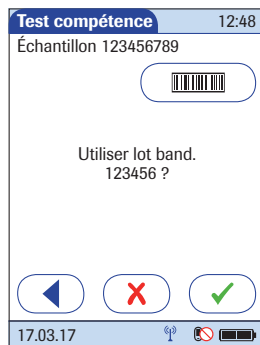 Test compétence 12:48
Échantillon 123456789
Utiliser lot band.
123456 ?
17.03.17